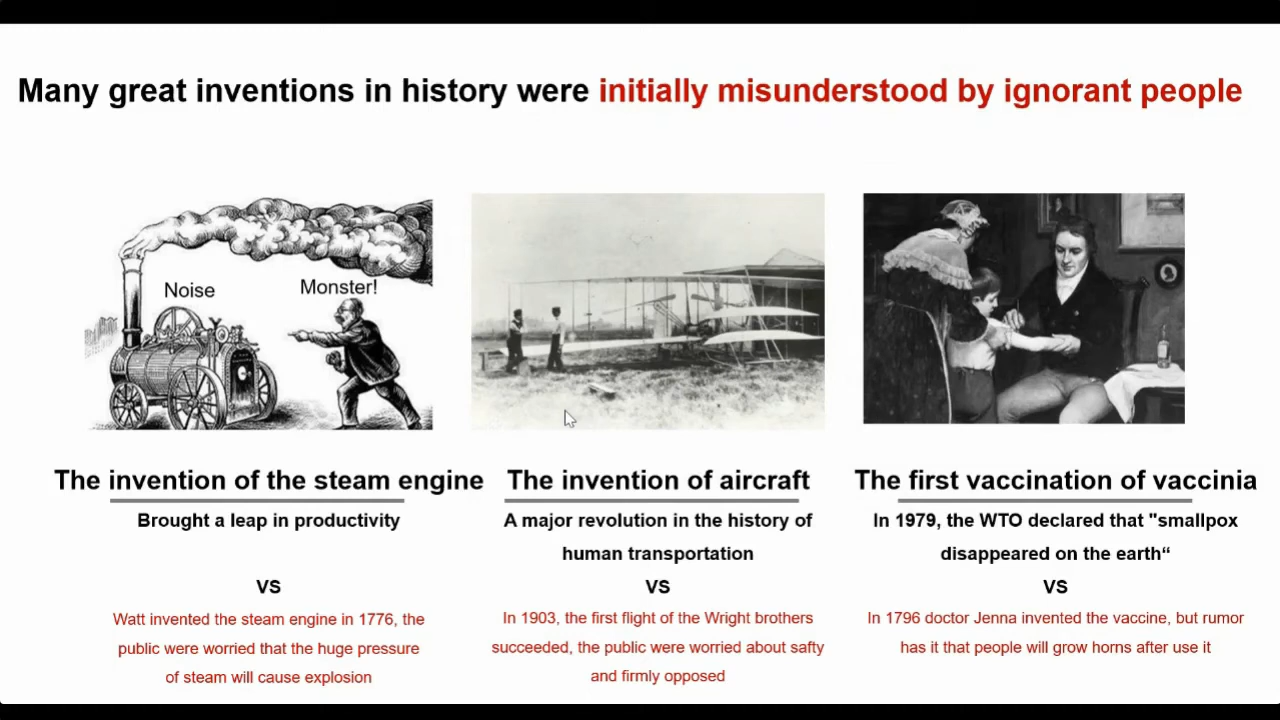 Many great inventions in history were initially misunderstood by ignorant people
Noise
Monster!
The invention of the steam engine
Brought a leap in productivity
VS
Watt invented the steam engine in 1776, the
public were worried that the huge pressure
of steam will cause explosion
The invention of aircraft
A major revolution in the history of
human transportation
VS
In 1903, the first flight of the Wright brothers
succeeded, the public were worried about safty
and firmly opposed
The first vaccination of vaccinia
In 1979, the WTO declared that "smallpox
disappeared on the earth“
VS
In 1796 doctor Jenna invented the vaccine, but rumor
has it that people will grow horns after use it